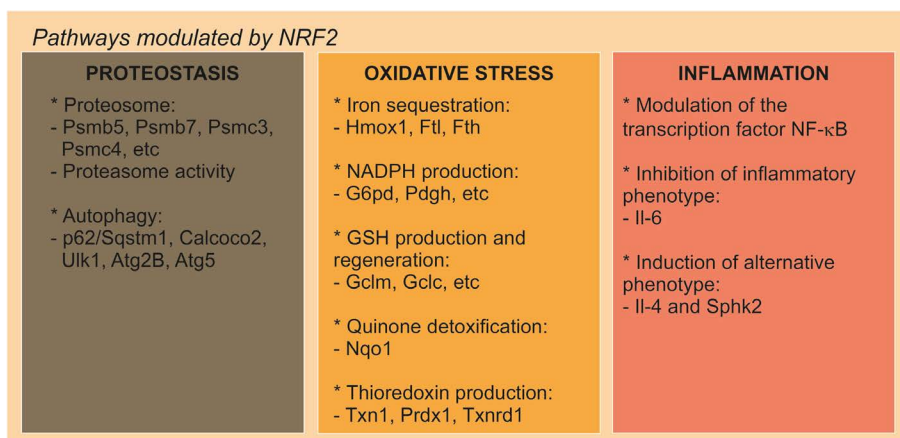 Pathways modulated by NRF2
PROTEOSTASIS
* Proteosome:
- Psmb5, Psmb7, Psmc3,
Psmc4, etc
- Proteasome activity
* Autophagy:
- p62/Sqstm1, Calcoco2,
Ulk1, Atg2B, Atg5
OXIDATIVE STRESS
* Iron sequestration:
- Hmox1, Ftl, Fth
* NADPH production:
- G6pd, Pdgh, etc
* GSH production and
regeneration:
- Gclm, Gclc, etc
* Quinone detoxification:
- Nqo1
* Thioredoxin production:
- Txn1, Prdx1, Txnrd1
INFLAMMATION
* Modulation of the
transcription factor NF-κB
* Inhibition of inflammatory
phenotype:
- Il-6
* Induction of alternative
phenotype:
- Il-4 and Sphk2